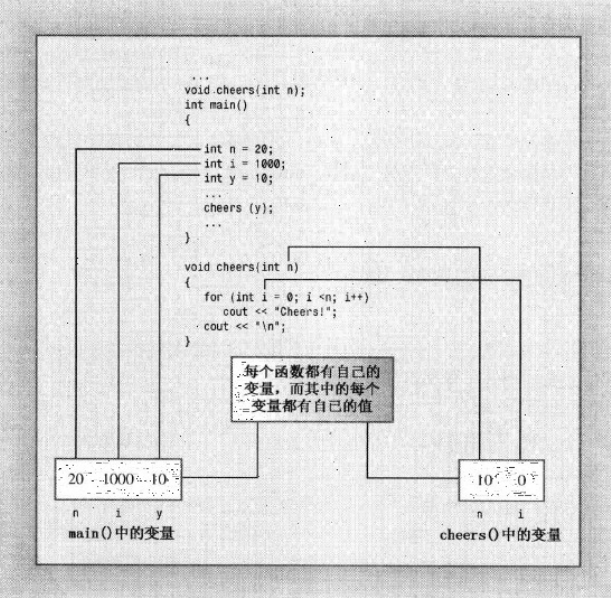 ...
void cheers(int n);
int main()
{
int n = 20;
int i = 1000;
int y = 10;
...
cheers (y);
...
}
void cheers(int n)
{
for (int i = 0; i <n; i++)
cout << "Cheers!";
cout << "\n";
}
每个函数都有自己的
变量，而其中的每个
变量都有自已的值
20 1000 10
n i y
main()中的变量
10 0
n i
cheers()中的变量